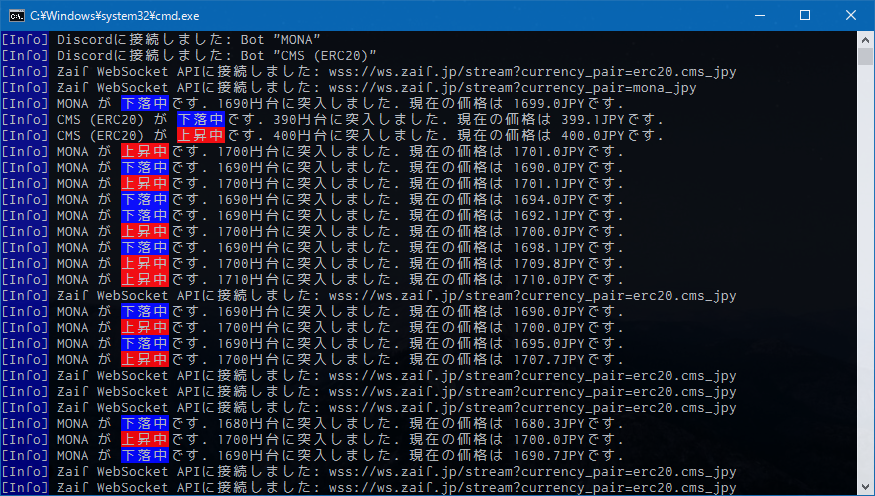 C:¥Windows¥system32¥cmd.exe
[Info] Discordに接続しました: Bot "MONA"
[Info] Discordに接続しました: Bot "CMS (ERC20)"
[Info] Zaif WebSocket APIに接続しました: wss://ws.zaif.jp/stream?currency_pair=erc20.cms_jpy
[Info] Zaif WebSocket APIに接続しました: wss://ws.zaif.jp/stream?currency_pair=mona_jpy
[Info] MONA が 下落中です. 1690円台に突入しました. 現在の価格は 1699.0JPYです.
[Info] CMS (ERC20) が 下落中です. 390円台に突入しました. 現在の価格は 399.1JPYです.
[Info] CMS (ERC20) が 上昇中です. 400円台に突入しました. 現在の価格は 400.0JPYです.
[Info] MONA が 上昇中です. 1700円台に突入しました. 現在の価格は 1701.0JPYです.
[Info] MONA が 下落中です. 1690円台に突入しました. 現在の価格は 1690.0JPYです.
[Info] MONA が 上昇中です. 1700円台に突入しました. 現在の価格は 1701.1JPYです.
[Info] MONA が 下落中です. 1690円台に突入しました. 現在の価格は 1694.0JPYです.
[Info] MONA が 下落中です. 1690円台に突入しました. 現在の価格は 1692.1JPYです.
[Info] MONA が 上昇中です. 1700円台に突入しました. 現在の価格は 1700.0JPYです.
[Info] MONA が 下落中です. 1690円台に突入しました. 現在の価格は 1698.1JPYです.
[Info] MONA が 上昇中です. 1700円台に突入しました. 現在の価格は 1709.8JPYです.
[Info] MONA が 上昇中です. 1710円台に突入しました. 現在の価格は 1710.0JPYです.
[Info] Zaif WebSocket APIに接続しました: wss://ws.zaif.jp/stream?currency_pair=erc20.cms_jpy
[Info] MONA が 下落中です. 1690円台に突入しました. 現在の価格は 1690.0JPYです.
[Info] MONA が 上昇中です. 1700円台に突入しました. 現在の価格は 1700.0JPYです.
[Info] MONA が 下落中です. 1690円台に突入しました. 現在の価格は 1695.0JPYです.
[Info] MONA が 上昇中です. 1700円台に突入しました. 現在の価格は 1707.7JPYです.
[Info] Zaif WebSocket APIに接続しました: wss://ws.zaif.jp/stream?currency_pair=erc20.cms_jpy
[Info] Zaif WebSocket APIに接続しました: wss://ws.zaif.jp/stream?currency_pair=erc20.cms_jpy
[Info] Zaif WebSocket APIに接続しました: wss://ws.zaif.jp/stream?currency_pair=erc20.cms_jpy
[Info] MONA が 下落中です. 1680円台に突入しました. 現在の価格は 1680.3JPYです.
[Info] MONA が 上昇中です. 1700円台に突入しました. 現在の価格は 1700.0JPYです.
[Info] MONA が 下落中です. 1690円台に突入しました. 現在の価格は 1690.7JPYです.
[Info] Zaif WebSocket APIに接続しました: wss://ws.zaif.jp/stream?currency_pair=erc20.cms_jpy
[Info] Zaif WebSocket APIに接続しました: wss://ws.zaif.jp/stream?currency_pair=erc20.cms_jpy